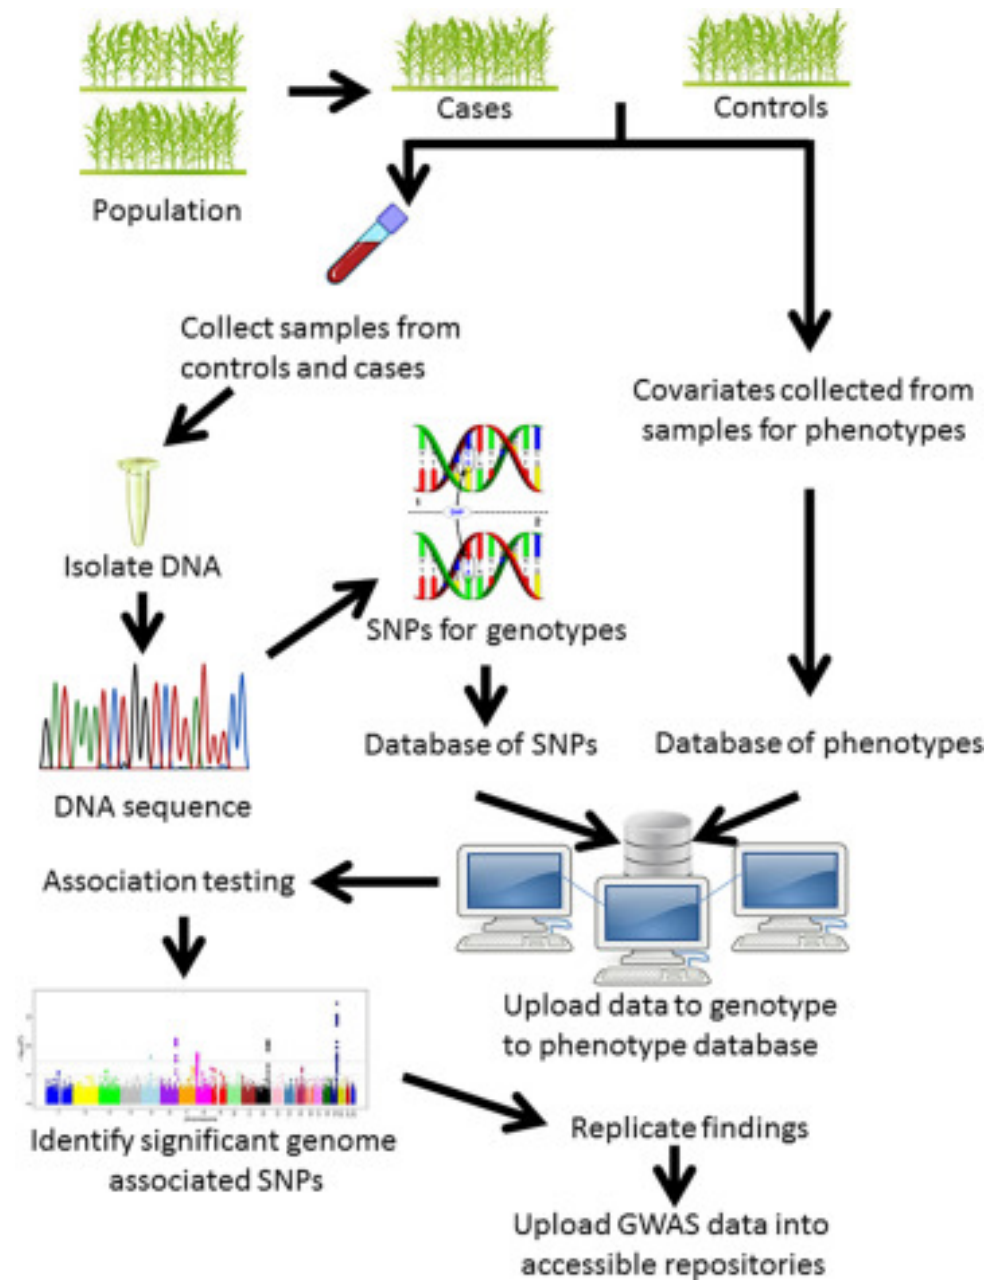 Cases
Controls
Population
Collect samples from
controls and cases
Covariates collected from
samples for phenotypes
1
2
Isolate DNA
SNPs for genotypes
Database of SNPs
Database of phenotypes
DNA sequence
Association testing
Upload data to genotype
to phenotype database
Identify significant genome
associated SNPs
Replicate findings
Upload GWAS data into
accessible repositories